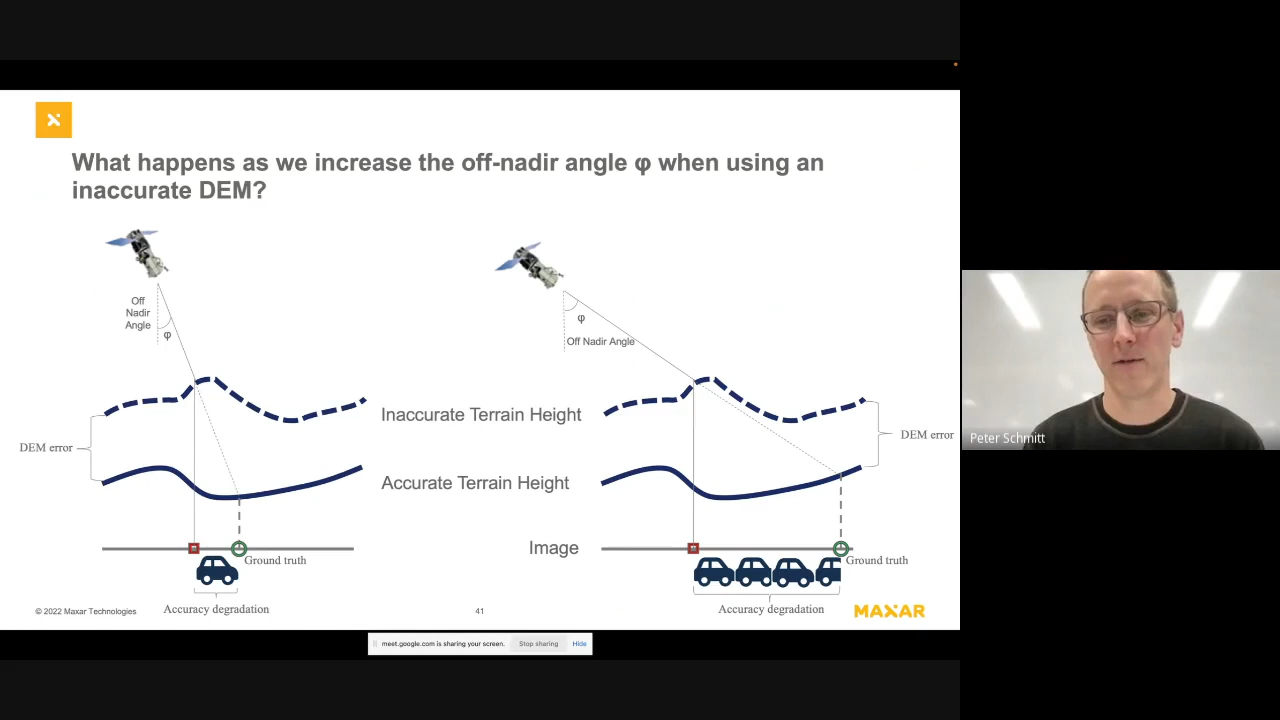 What happens as we increase the off-nadir angle φ when using an
inaccurate DEM?
Off
Nadir
Angle
φ
φ
Off Nadir Angle
Inaccurate Terrain Height
DEM error
DEM error
Accurate Terrain Height
Image
Ground truth
Ground truth
Accuracy degradation
Accuracy degradation
© 2022 Maxar Technologies
41
MAXAR
meet.google.com is sharing your screen.
Stop sharing
Hide
Peter Schmitt